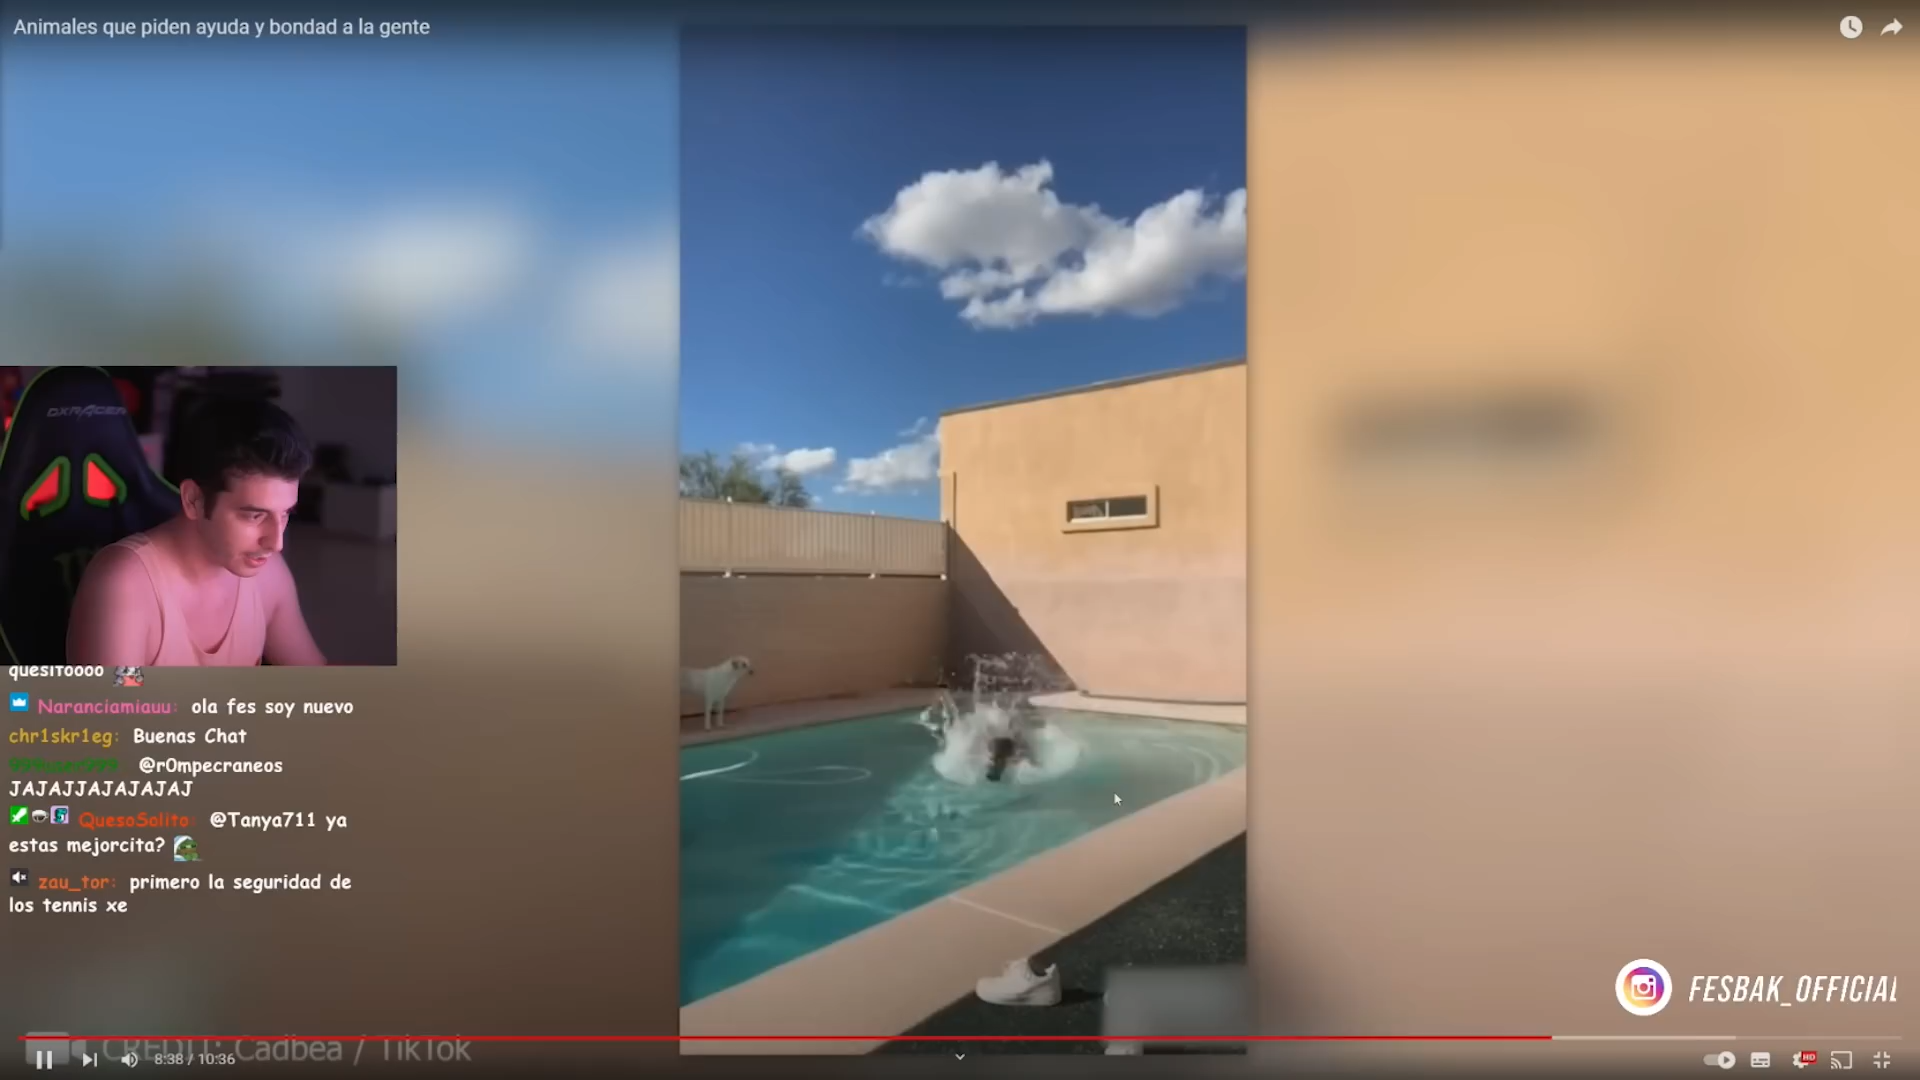 Animales que piden ayuda y bondad a la gente
DXRACER
quesitoooo
Naranciamiauu: ola fes soy nuevo
chr1skr1eg: Buenas Chat
@r0mpecraneos
JAJAJJAJAJAJAJ
QuesoSolito: @Tanya711 ya
estas mejorcita?
zau_tor: primero la seguridad de
los tennis xe
FESBAK_OFFICIAL
CREDIT: Cadbea / TikTok
8:38 / 10:36
HD